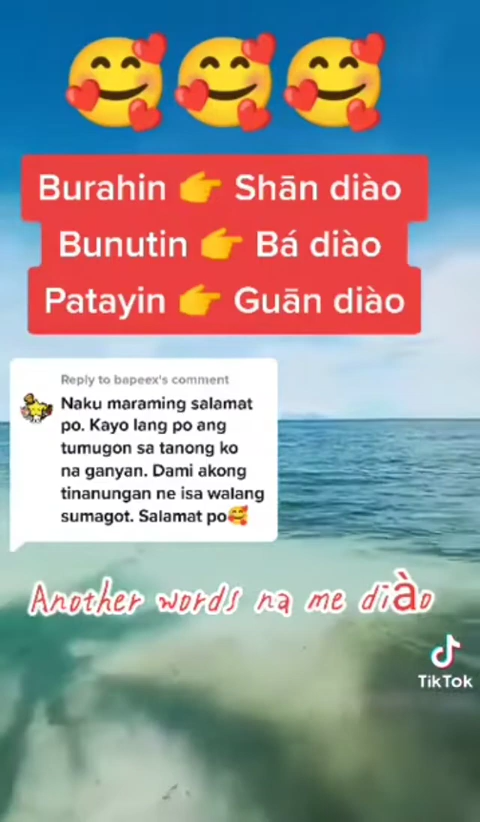 🥰🥰🥰
Burahin 👉 Shān diào
Bunutin 👉 Bá diào
Patayin 👉 Guān diào
Reply to bapeex's comment
Naku maraming salamat
po. Kayo lang po ang
tumugon sa tanong ko
na ganyan. Dami akong
tinanungan ne isa walang
sumagot. Salamat po🥰
Another words na me diào
TikTok